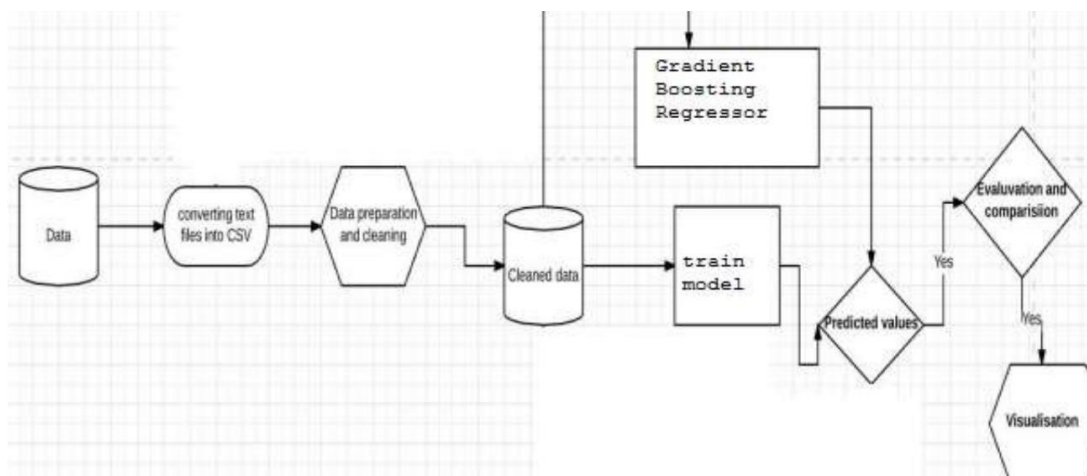 Gradient
Boosting
Regressor
Data
converting text
files into CSV
Data preparation
and cleaning
Cleaned data
train
model
Predicted values
Yes
Evaluvation and
comparisiion
Yes
Visualisation